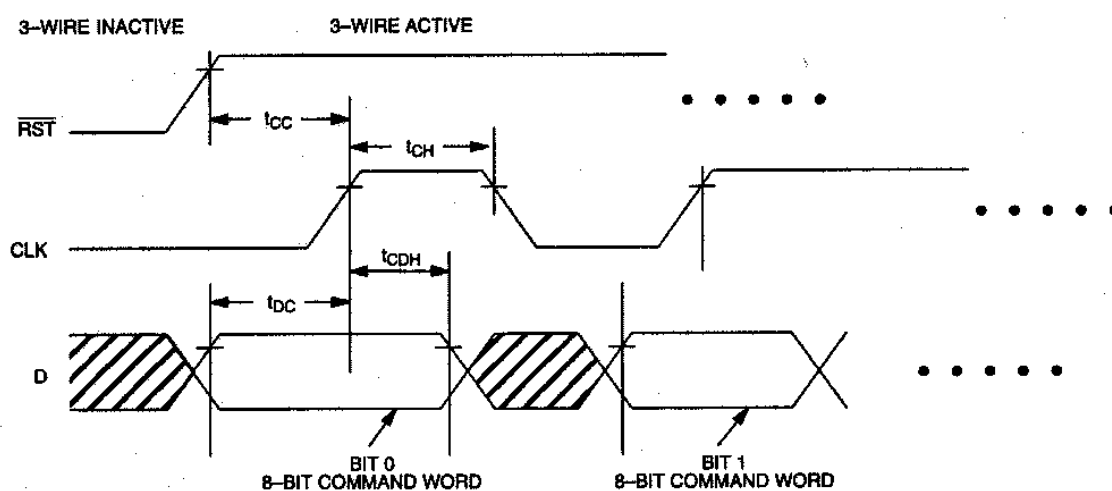 3–WIRE INACTIVE
3–WIRE ACTIVE
RST
tCC
tCH
CLK
tCDH
tDC
D
BIT 0
8–BIT COMMAND WORD
BIT 1
8–BIT COMMAND WORD